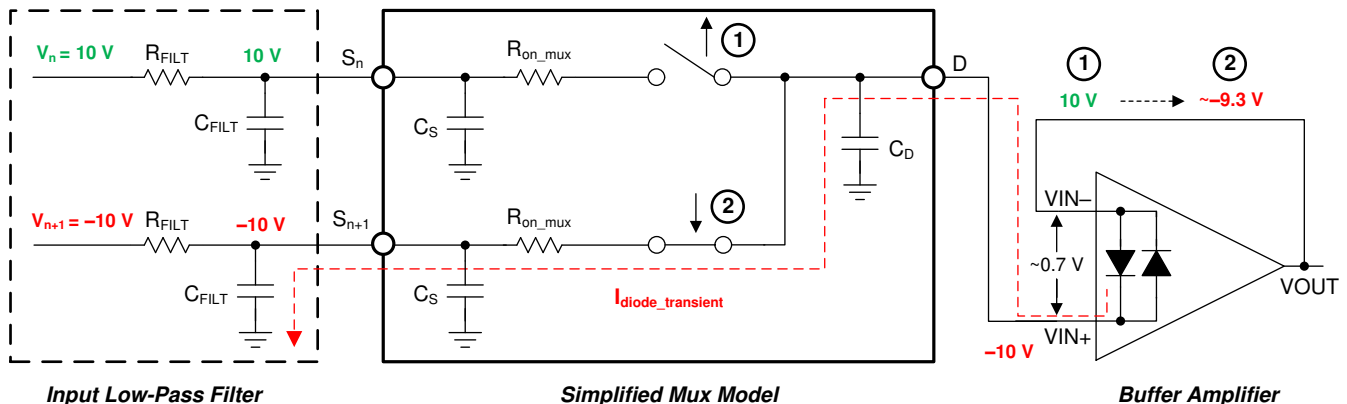 Vn = 10 V
RFILT
10 V
Sn
Ron_mux
1
D
1
2
10 V
~–9.3 V
CFILT
CS
CD
Vn+1 = –10 V
RFILT
–10 V
Sn+1
Ron_mux
2
VIN–
~0.7 V
CFILT
CS
Idiode_transient
VOUT
VIN+
–10 V
Input Low-Pass Filter
Simplified Mux Model
Buffer Amplifier